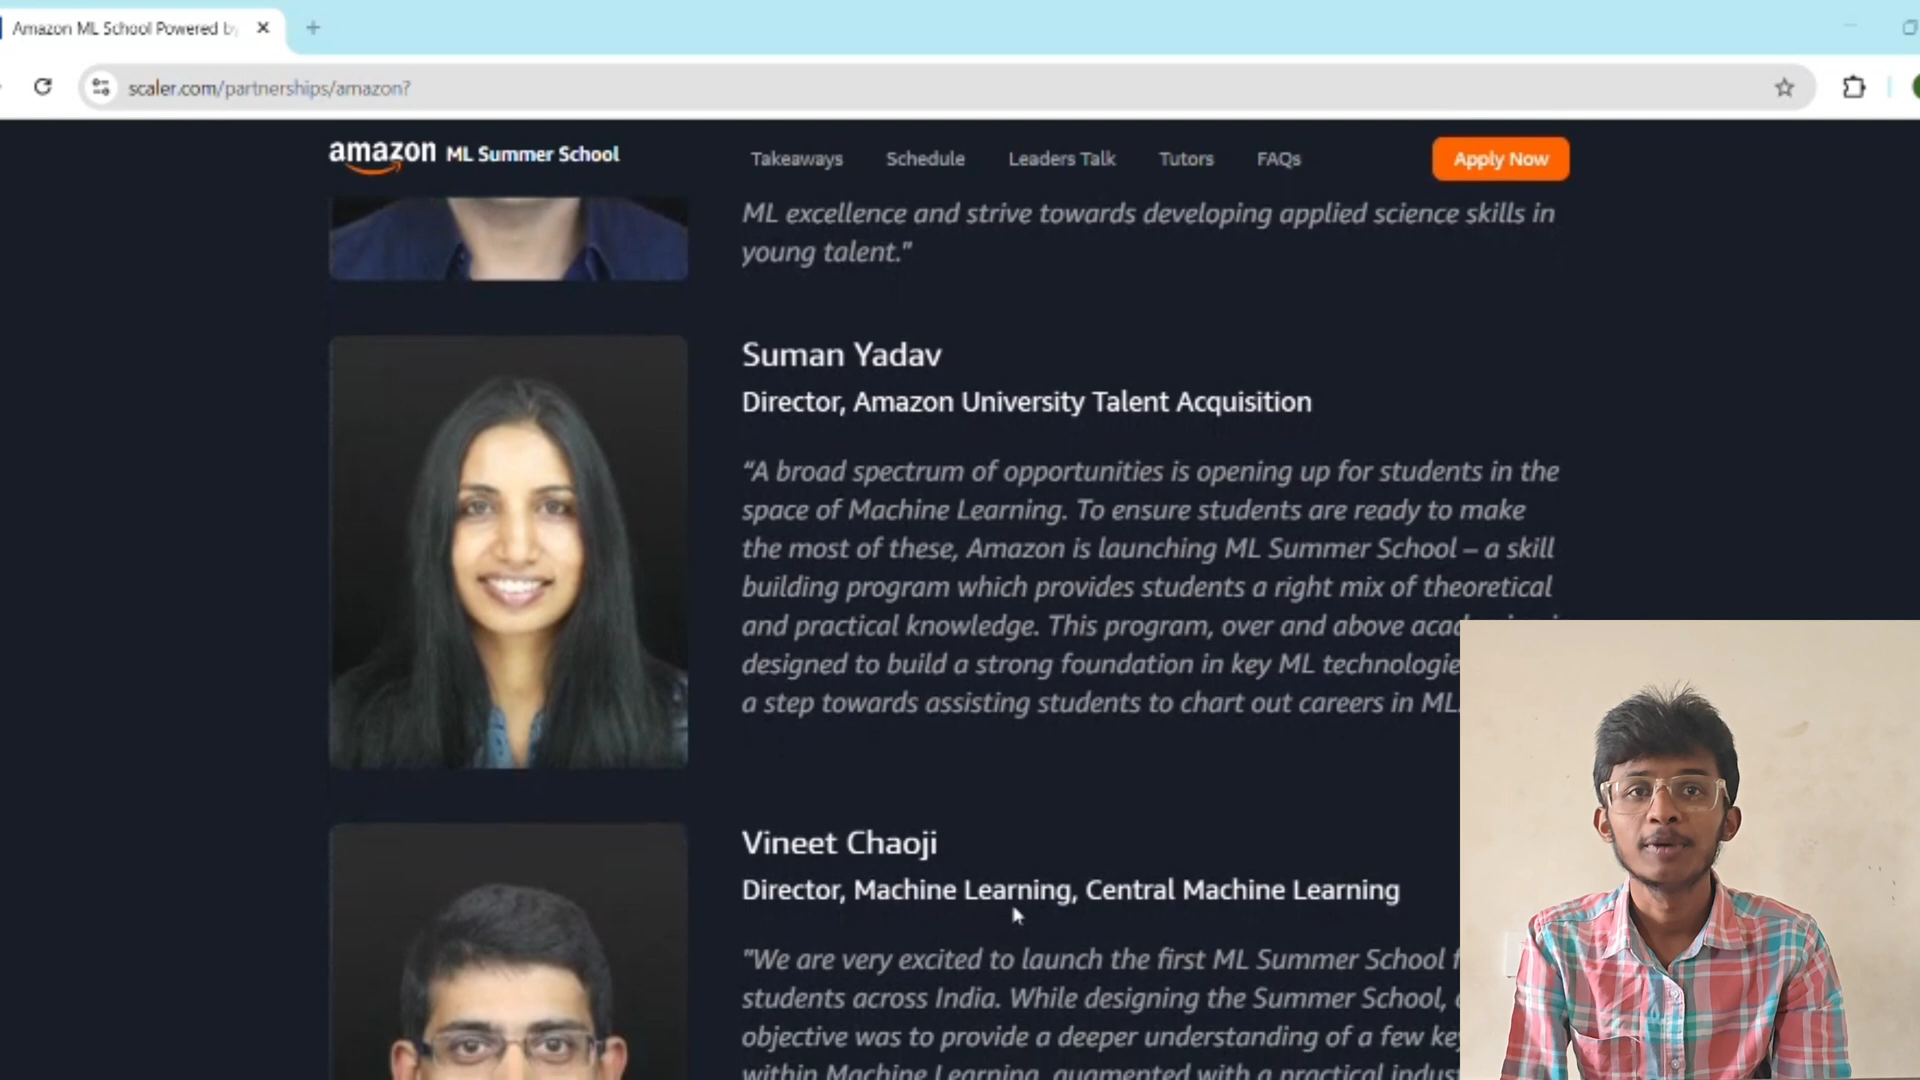 Amazon ML School Powered by
scaler.com/partnerships/amazon?
amazon ML Summer School
Takeaways
Schedule
Leaders Talk
Tutors
FAQs
Apply Now
ML excellence and strive towards developing applied science skills in
young talent."
Suman Yadav
Director, Amazon University Talent Acquisition
“A broad spectrum of opportunities is opening up for students in the
space of Machine Learning. To ensure students are ready to make
the most of these, Amazon is launching ML Summer School – a skill
building program which provides students a right mix of theoretical
and practical knowledge. This program, over and above
designed to build a strong foundation in key ML
a step towards assisting students to chart out careers in ML.
Vineet Chaoji
Director, Machine Learning, Central Machine Learning
"We are very excited to launch the first ML Summer School
students across India. While designing the Summer School,
objective was to provide a deeper understanding of a few
within Machine Learning, augmented with a practical